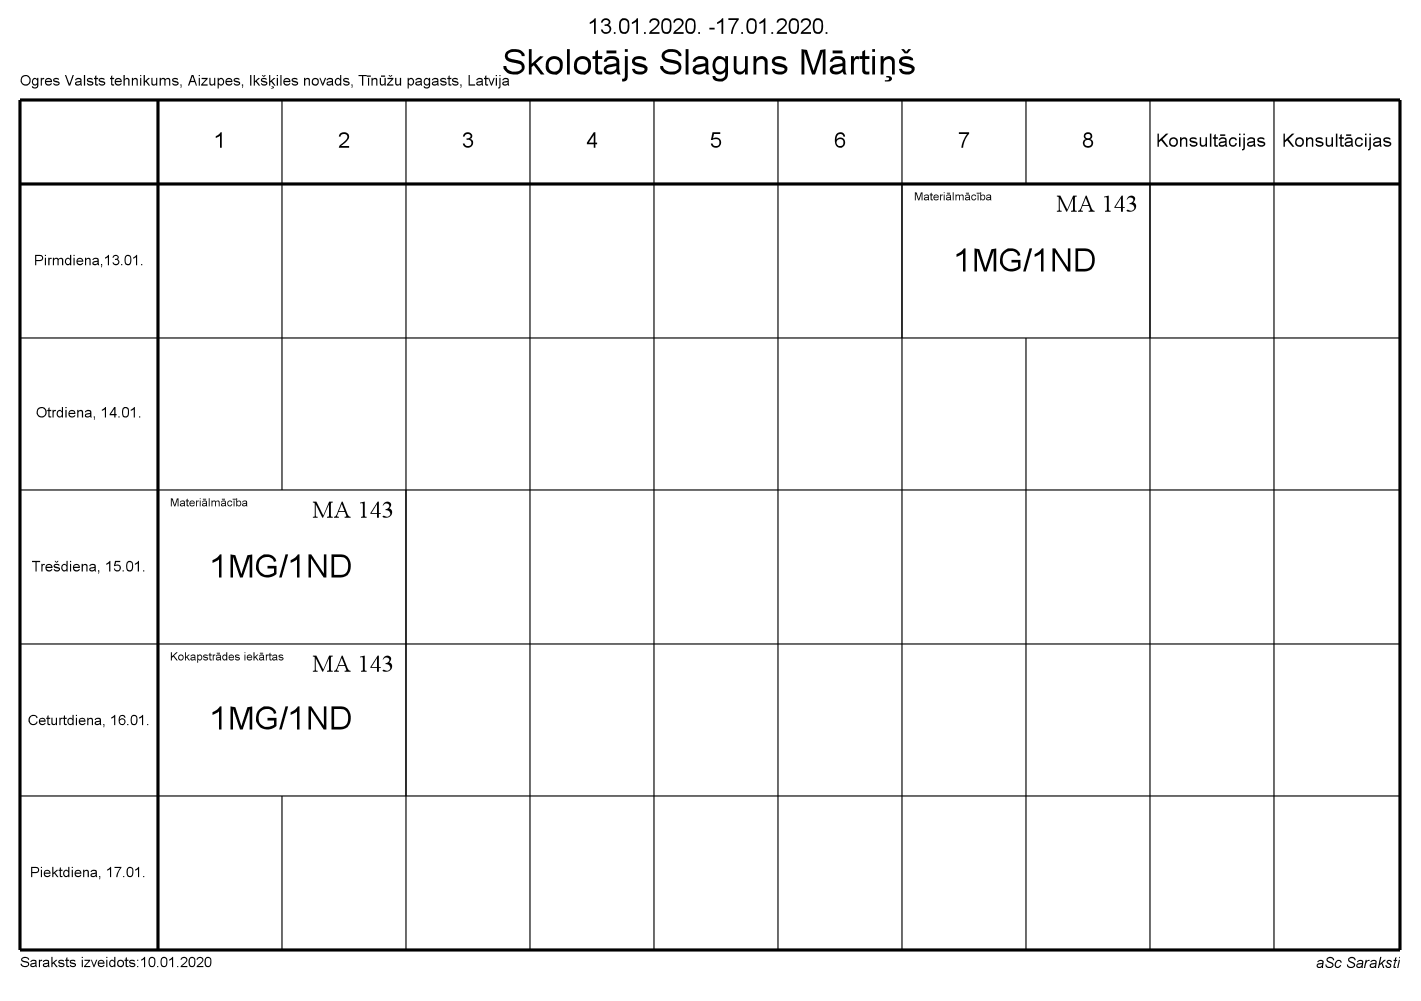 13.01.2020. -17.01.2020.
Skolotājs Slaguns Mārtiņš
Ogres Valsts tehnikums, Aizupes, Ikšķiles novads, Tīnūžu pagasts, Latvija
1 2 3 4 5 6 7 8 Konsultācijas Konsultācijas
Materiālmācība MA 143
Pirmdiena,13.01. 1MG/1ND
Otrdiena, 14.01.
Materiālmācība MA 143
Trešdiena, 15.01. 1MG/1ND
Kokapstrādes iekārtas MA 143
Ceturtdiena, 16.01. 1MG/1ND
Piektdiena, 17.01.
Saraksts izveidots:10.01.2020 aSc Saraksti